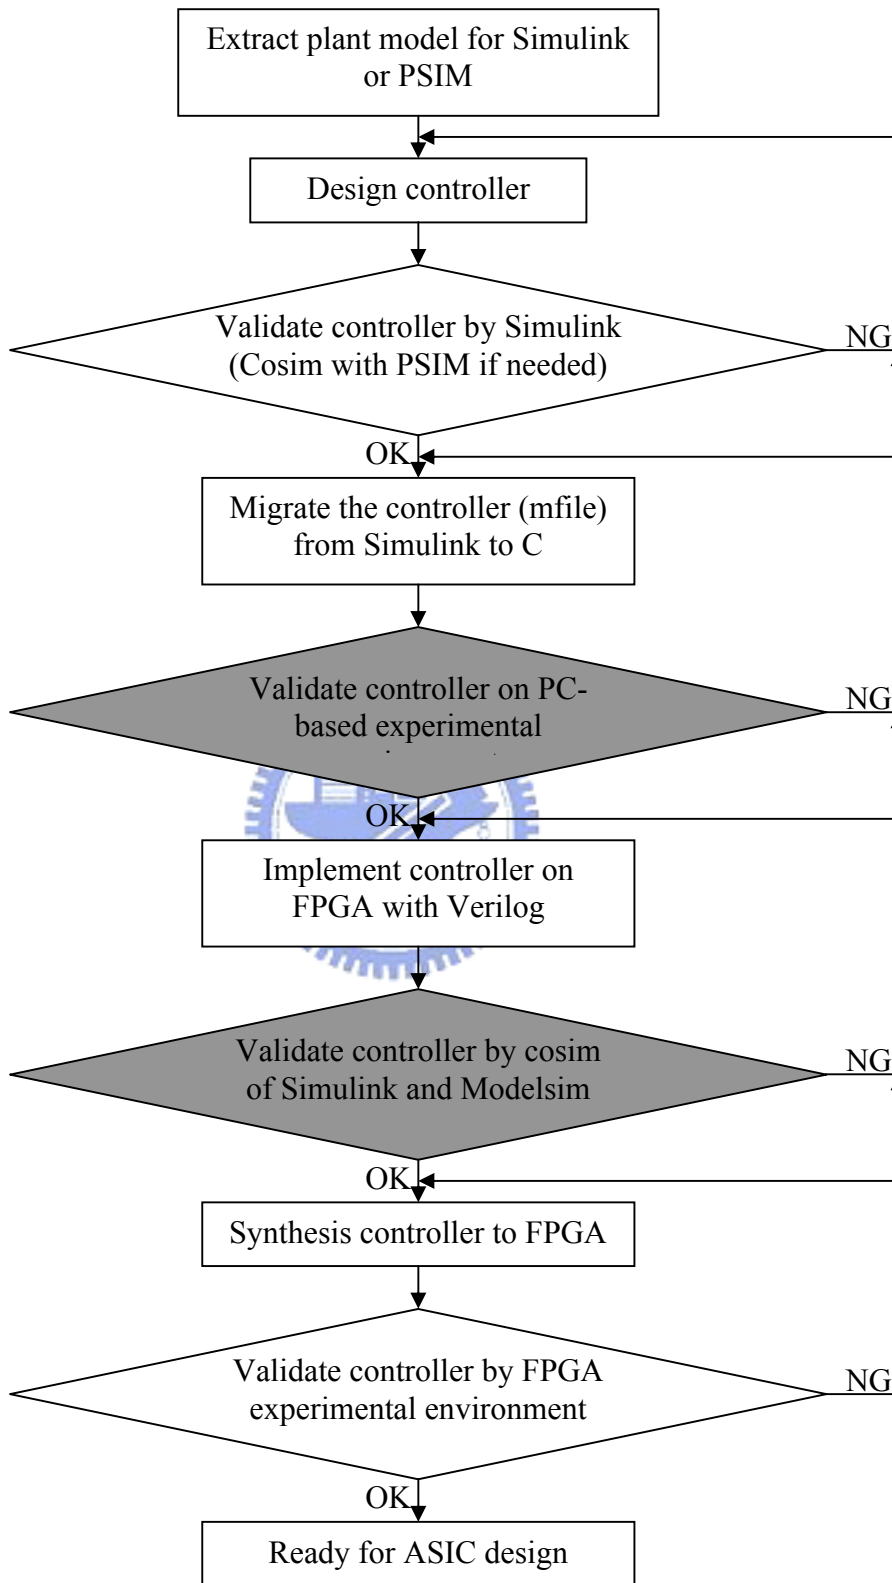 Extract plant model for Simulink
or PSIM
Design controller
Validate controller by Simulink
(Cosim with PSIM if needed)
NG
OK
Migrate the controller (mfile)
from Simulink to C
Validate controller on PC-
based experimental
NG
OK
Implement controller on
FPGA with Verilog
Validate controller by cosim
of Simulink and Modelsim
NG
OK
Synthesis controller to FPGA
Validate controller by FPGA
experimental environment
NG
OK
Ready for ASIC design